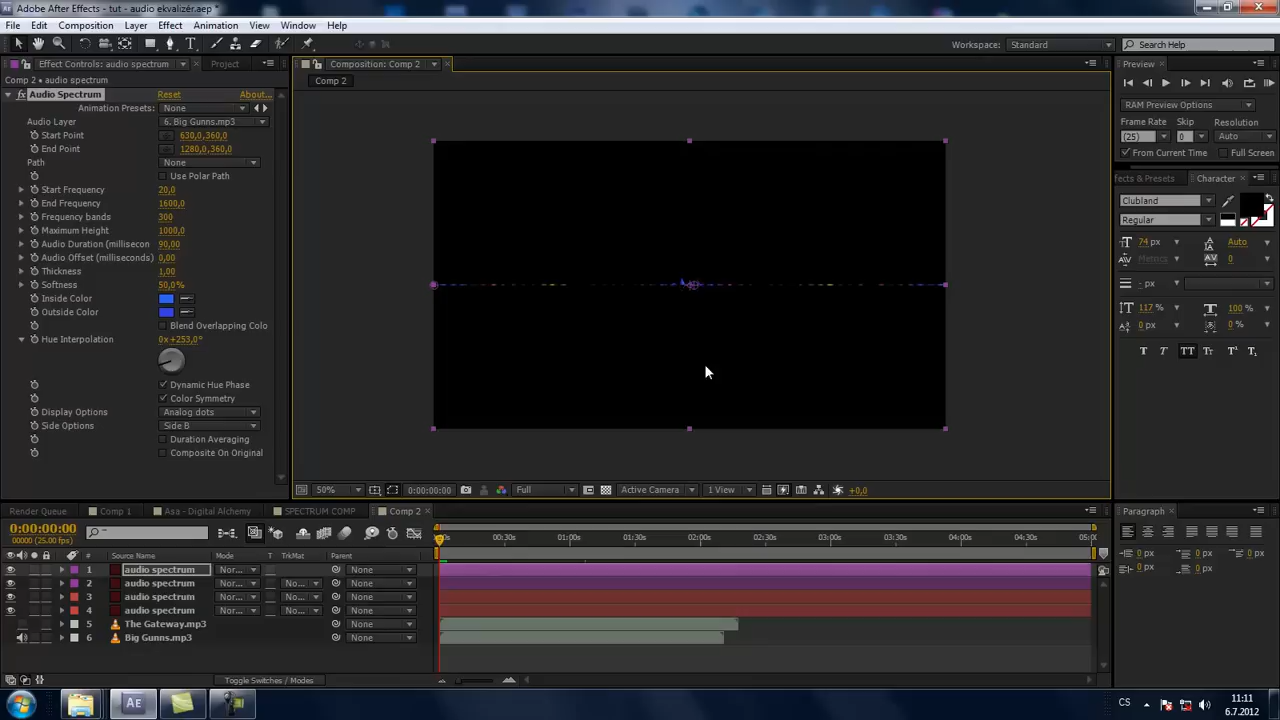 Adobe After Effects - tut - audio ekvalizér.aep *
File Edit Composition Layer Effect Animation View Window Help
Workspace: Standard Search Help
Effect Controls: audio spectrum Project
Composition: Comp 2
Preview
Comp 2 • audio spectrum
Comp 2
Audio Spectrum Reset About...
Animation Presets: None
Audio Layer 6. Big Gunns.mp3
Start Point 630,0,360,0
End Point 1280,0,360,0
Path None
Use Polar Path
Start Frequency 20,0
End Frequency 1600,0
Frequency bands 300
Maximum Height 1000,0
Audio Duration (millisecon 90,00
Audio Offset (milliseconds) 0,00
Thickness 1,00
Softness 50,0%
Inside Color
Outside Color
Blend Overlapping Colo
Hue Interpolation 0x+253,0°
Dynamic Hue Phase
Color Symmetry
Display Options Analog dots
Side Options Side B
Duration Averaging
Composite On Original
RAM Preview Options
Frame Rate Skip Resolution
(25) 0 Auto
From Current Time Full Screen
ffects & Presets Character
Clubland
Regular
74 px Auto
Metrics 0
- px
117 % 100 %
0 px 0 %
T T TT Tr T¹ T₁
50% 0:00:00:00 Full Active Camera 1 View +0,0
Render Queue Comp 1 Asa - Digital Alchemy SPECTRUM COMP Comp 2
Paragraph
0:00:00:00
00000 (25.00 fps)
00:30s 01:00s 01:30s 02:00s 02:30s 03:00s 03:30s 04:00s 04:30s 05:0
# Source Name Mode T TrkMat Parent
1 audio spectrum Nor... None
2 audio spectrum Nor... No... None
3 audio spectrum Nor... No... None
4 audio spectrum Nor... No... None
5 The Gateway.mp3 None
6 Big Gunns.mp3 None
0 px 0 px 0 px
0 px 0 px
Toggle Switches / Modes
Ae CS 11:11
6.7.2012